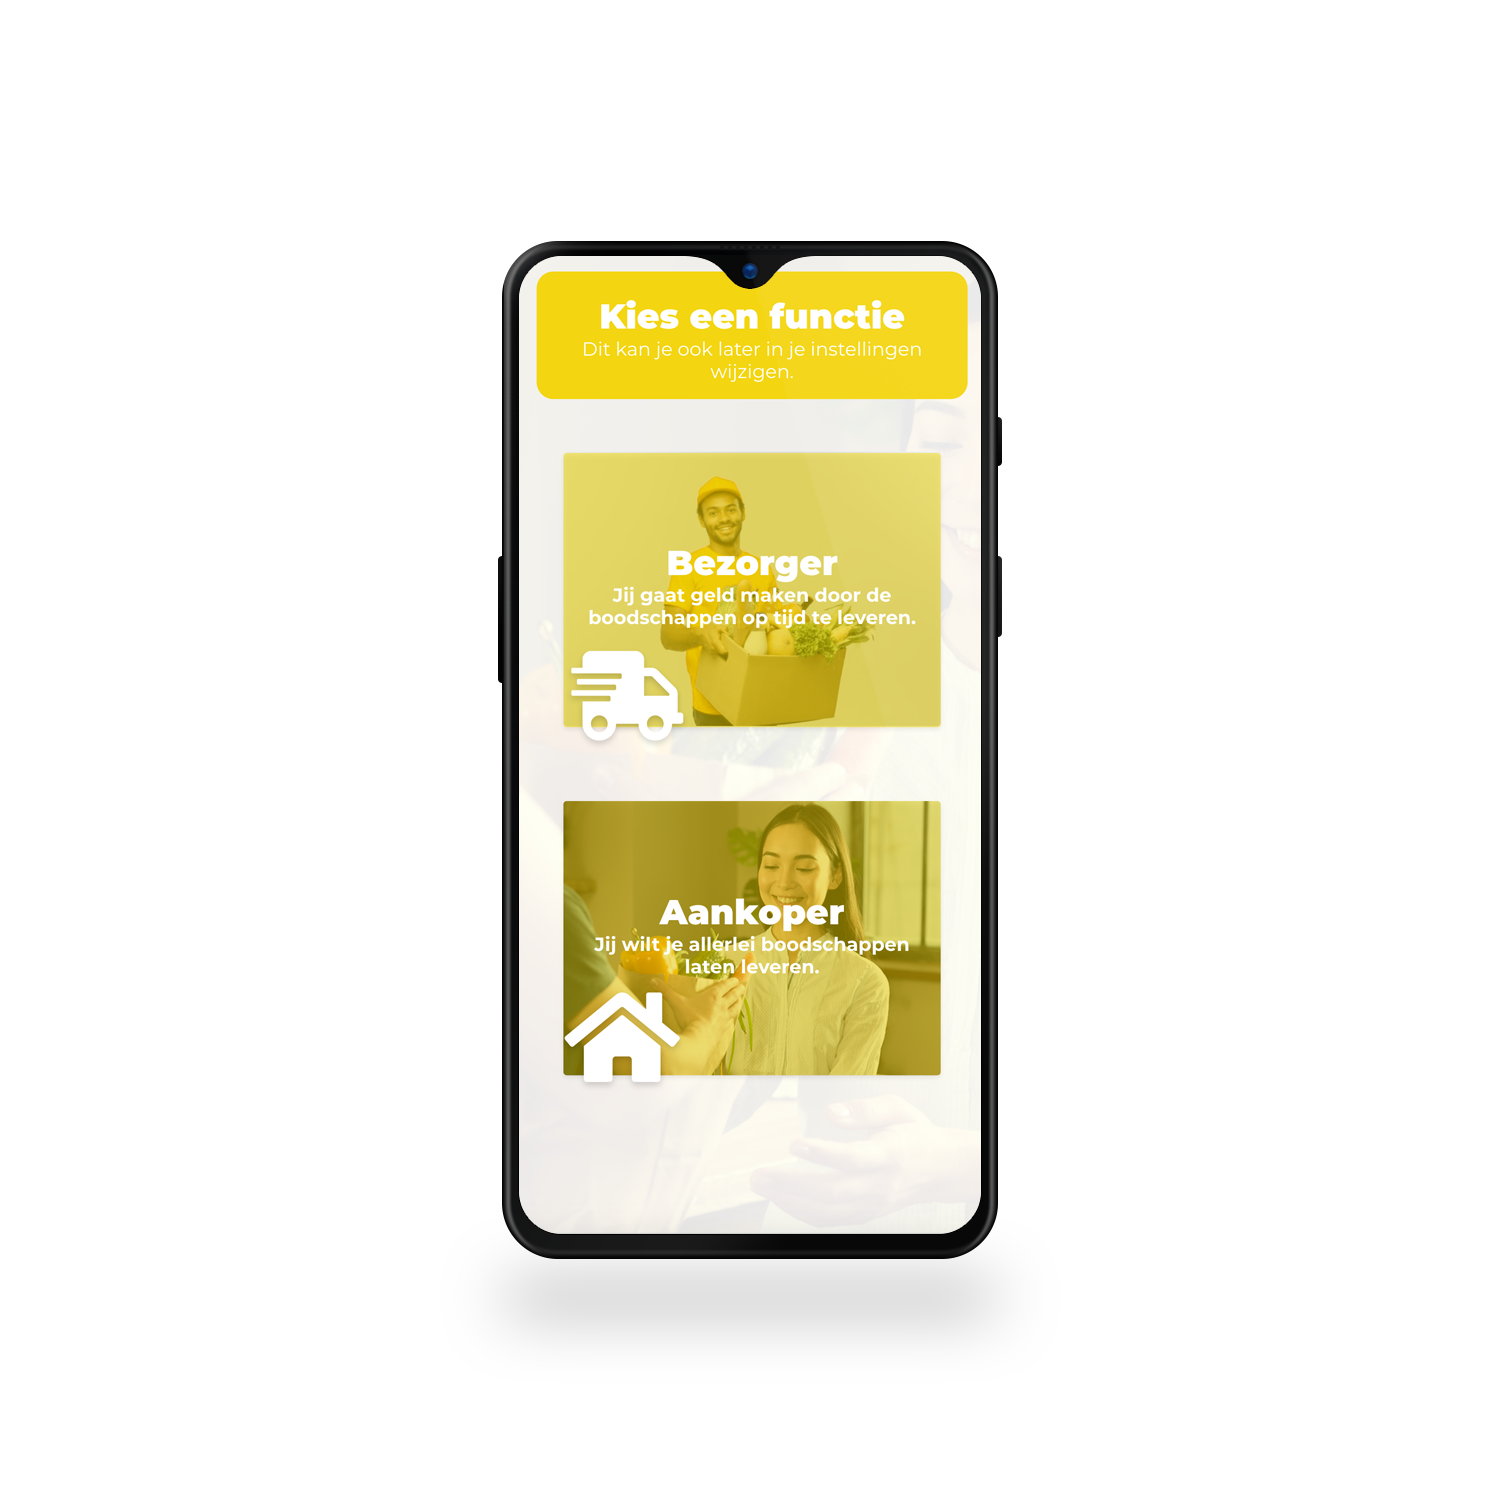 Kies een functie
Dit kan je ook later in je instellingen
wijzigen.
Bezorger
Jij gaat geld maken door de
boodschappen op tijd te leveren.
Aankoper
Jij wilt je allerlei boodschappen
laten leveren.